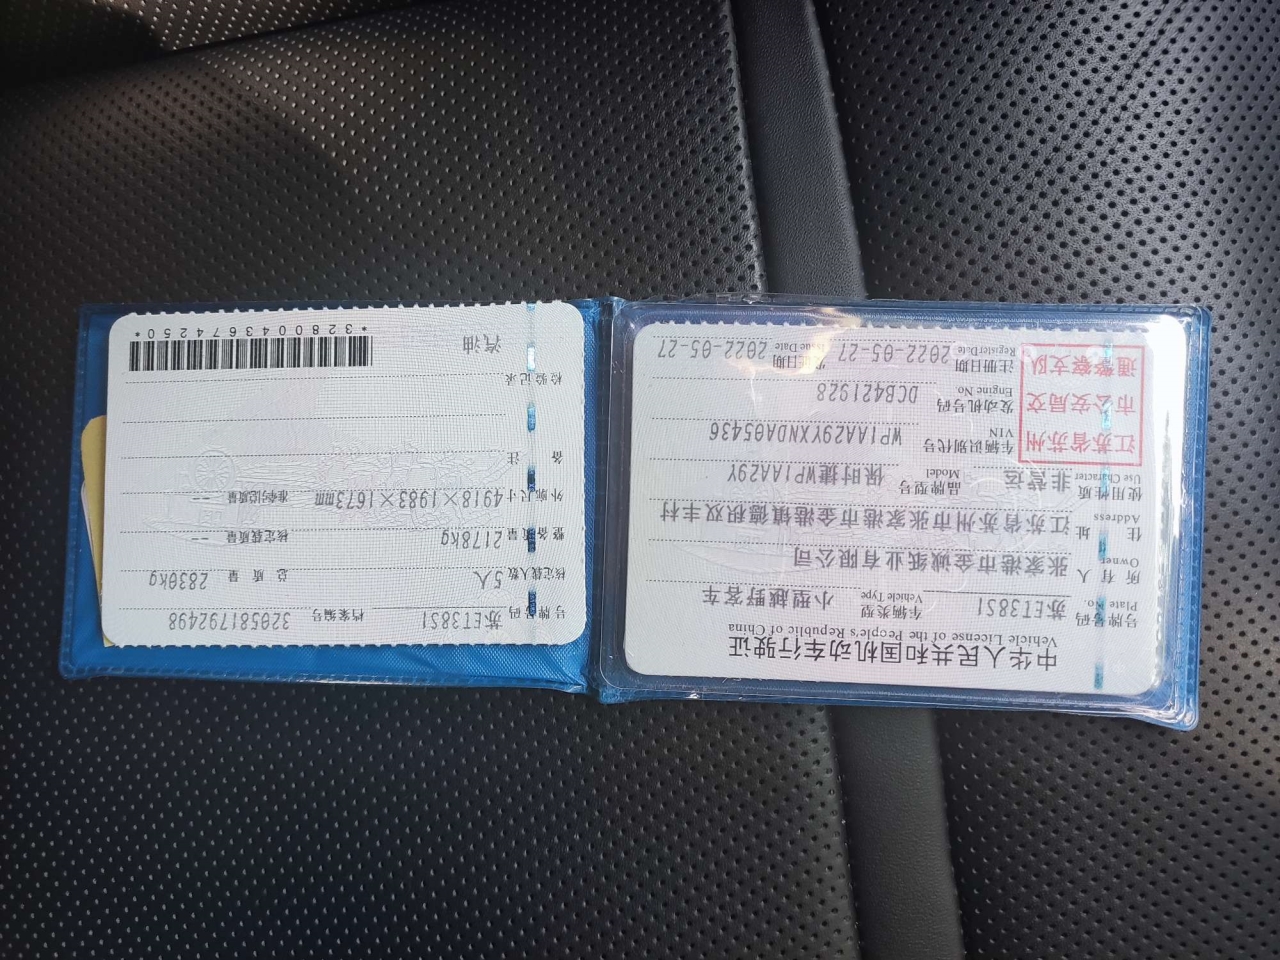 中华人民共和国机动车行驶证
Vehicle License of the People's Republic of China
号牌号码 Plate No. 苏ET38S1 车辆类型 Vehicle Type 小型越野客车
所有人 Owner 张家港市金诚纸业有限公司
住址 Address 江苏省苏州市张家港市金港镇德积双丰村
使用性质 Use Character 非营运 品牌型号 Model 保时捷WP1AA29Y
江苏省苏州
市公安局交
通警察支队
车辆识别代号 VIN WP1AA29YXNDA05436
发动机号码 Engine No. DCB421928
注册日期 Register Date 2022-05-27 发证日期 Issue Date 2022-05-27
号牌号码 苏ET38S1 档案编号 320581792498
核定载人数 5人 总质量 2830kg
整备质量 2178kg 核定载质量 --
外廓尺寸 4918×1983×1673mm 准牵引总质量 --
备注
检验记录
汽油
*3280043674250*